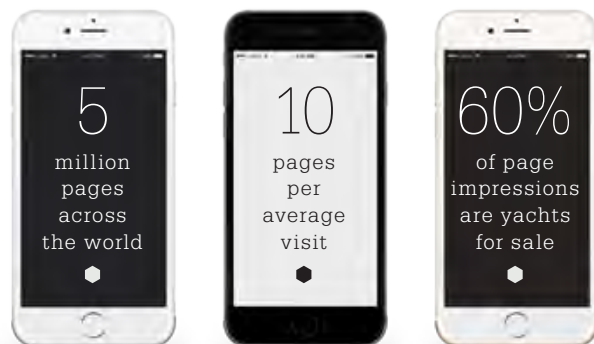 5
million
pages
across
the world
10
pages
per
average
visit
60%
of page
impressions
are yachts
for sale